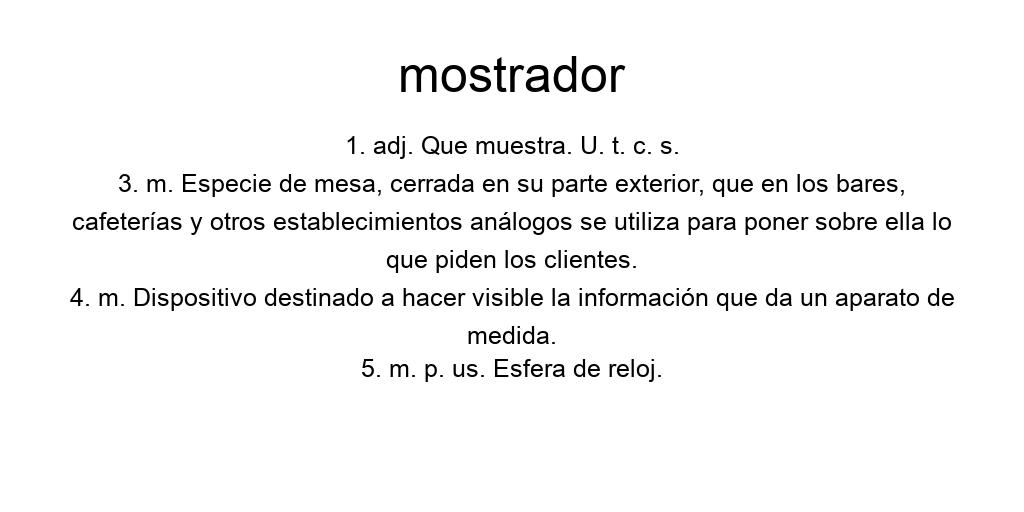 mostrador
1. adj. Que muestra. U. t. c. s.
3. m. Especie de mesa, cerrada en su parte exterior, que en los bares,
cafeterías y otros establecimientos análogos se utiliza para poner sobre ella lo
que piden los clientes.
4. m. Dispositivo destinado a hacer visible la información que da un aparato de
medida.
5. m. p. us. Esfera de reloj.